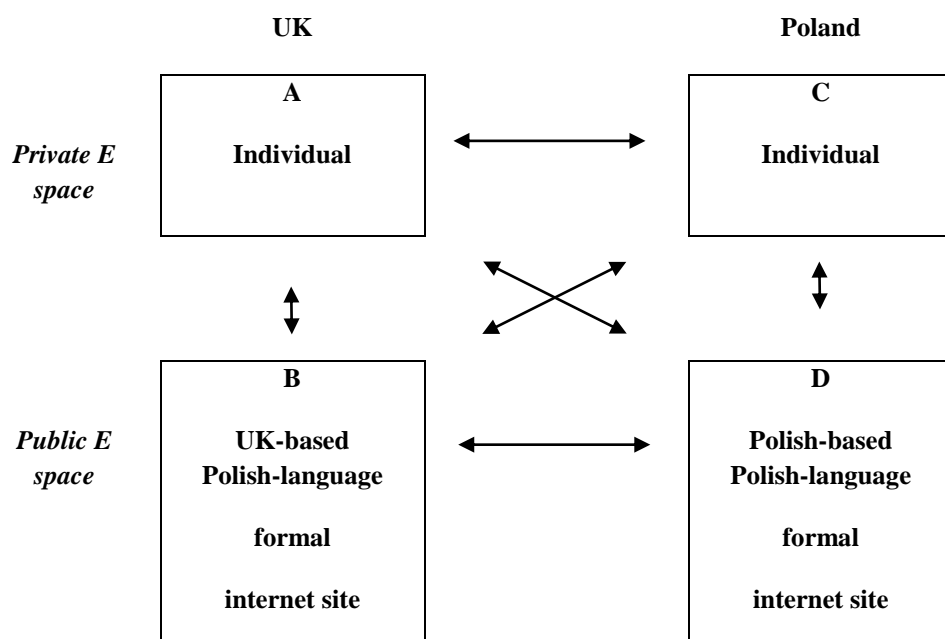 UK
Poland
A
Individual
C
Individual
Private E
space
B
UK-based
Polish-language
formal
internet site
D
Polish-based
Polish-language
formal
internet site
Public E
space